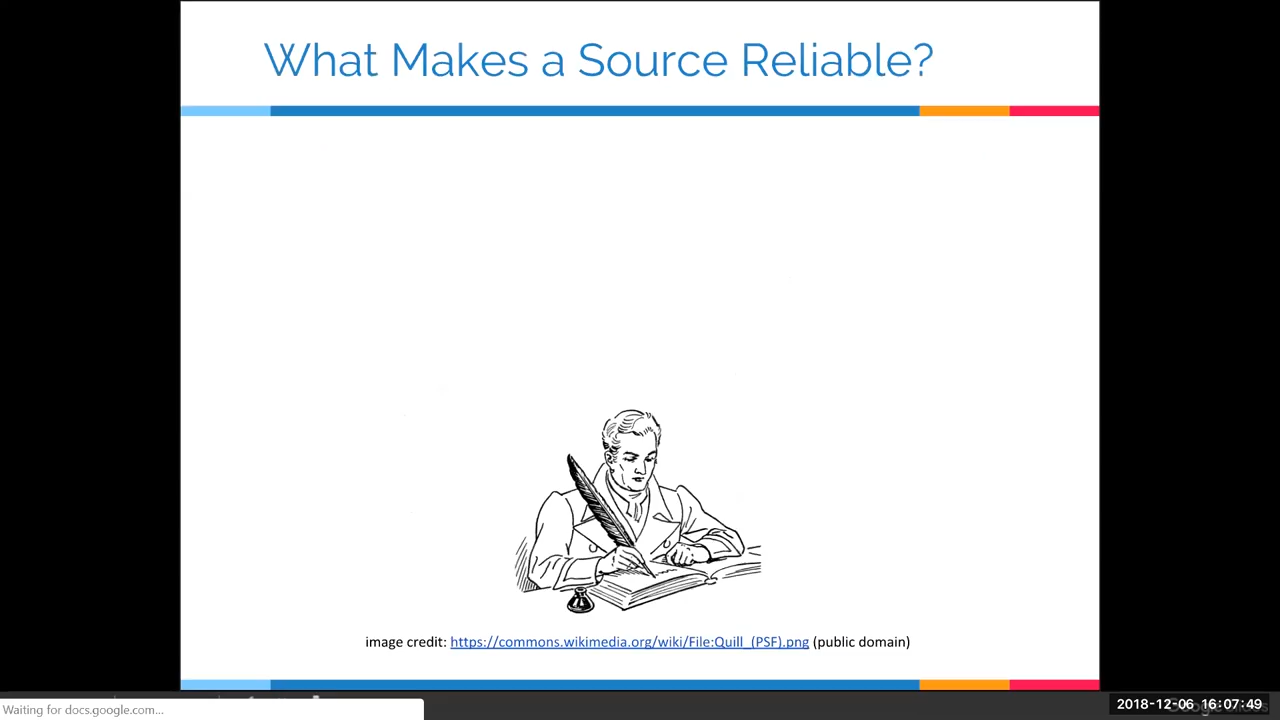 What Makes a Source Reliable?
image credit: https://commons.wikimedia.org/wiki/File:Quill_(PSF).png (public domain)
Waiting for docs.google.com...
2018-12-06 16:07:49